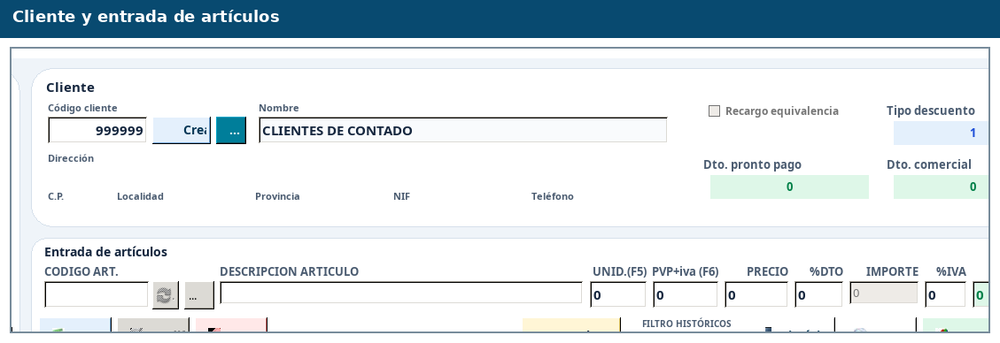 Cliente y entrada de artículos
Cliente
Código cliente
Nombre
Recargo equivalencia
Tipo descuento
999999
...
CLIENTES DE CONTADO
1
Dirección
Dto. pronto pago
Dto. comercial
0
0
C.P.
Localidad
Provincia
NIF
Teléfono
Entrada de artículos
CODIGO ART.
DESCRIPCION ARTICULO
UNID.(F5)
PVP+iva (F6)
PRECIO
%DTO
IMPORTE
%IVA
...
0
0
0
0
0
0
0
FILTRO HISTÓRICOS